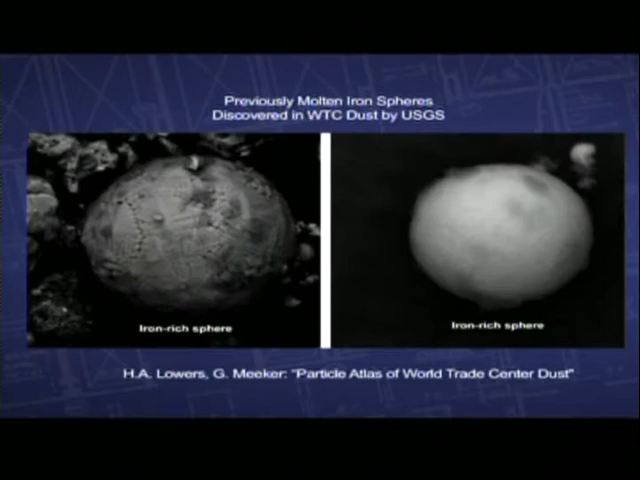 Previously Molten Iron Spheres
Discovered in WTC Dust by USGS
Iron-rich sphere
Iron-rich sphere
H.A. Lowers, G. Meeker: "Particle Atlas of World Trade Center Dust"